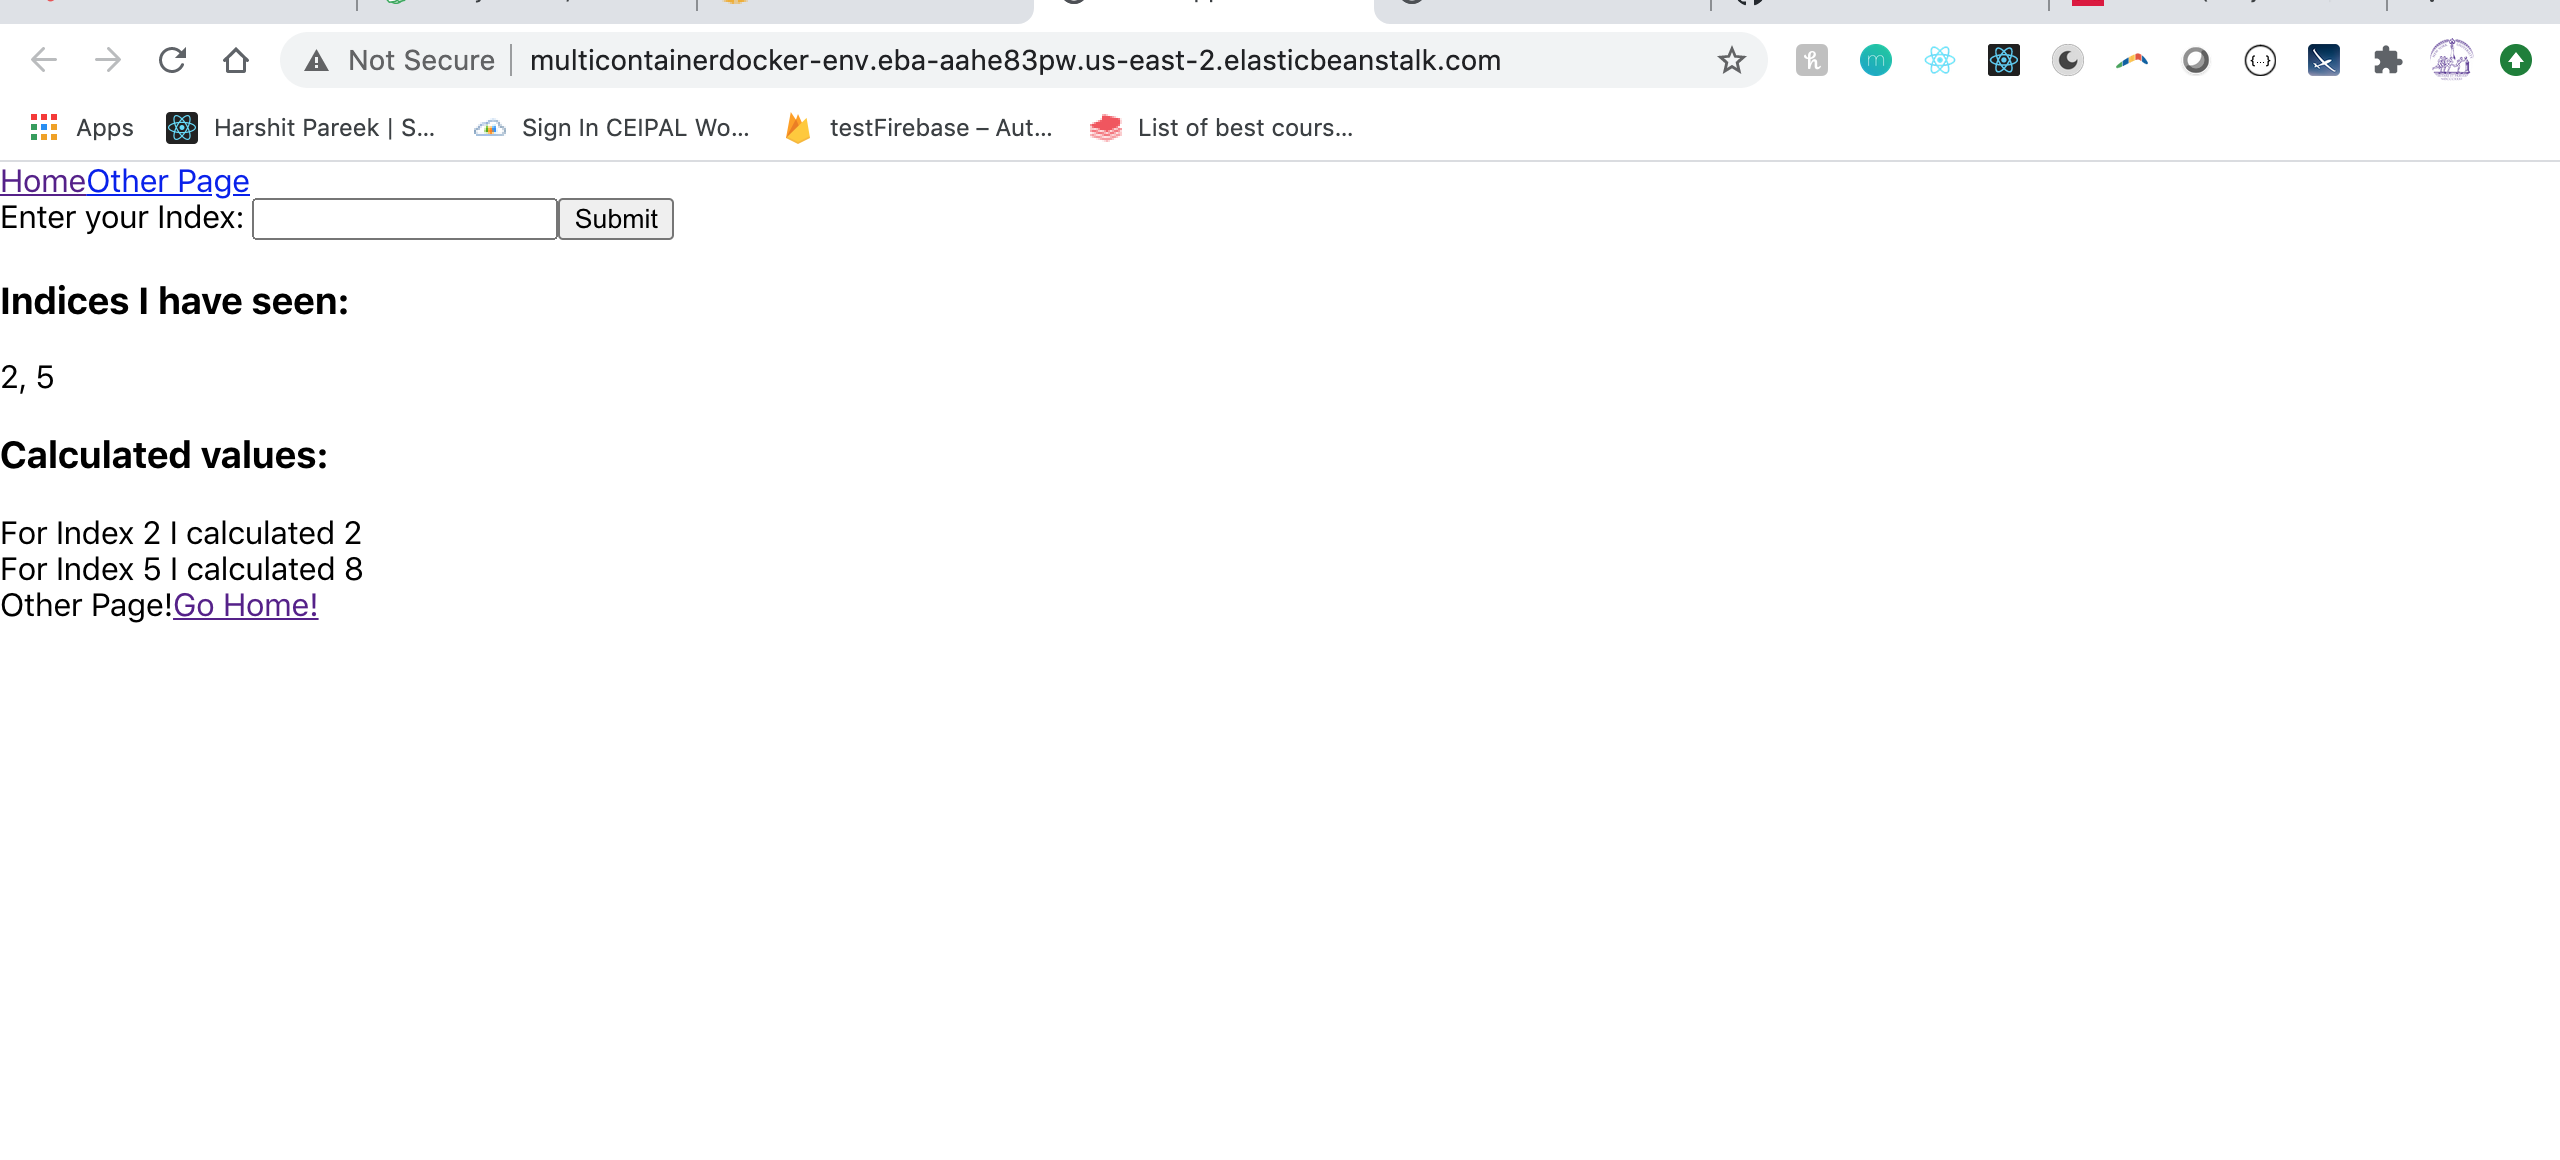 Not Secure | multicontainerdocker-env.eba-aahe83pw.us-east-2.elasticbeanstalk.com
Apps Harshit Pareek | S... Sign In CEIPAL Wo... testFirebase – Aut... List of best cours...
HomeOther Page
Enter your Index: Submit
Indices I have seen:
2, 5
Calculated values:
For Index 2 I calculated 2
For Index 5 I calculated 8
Other Page!Go Home!